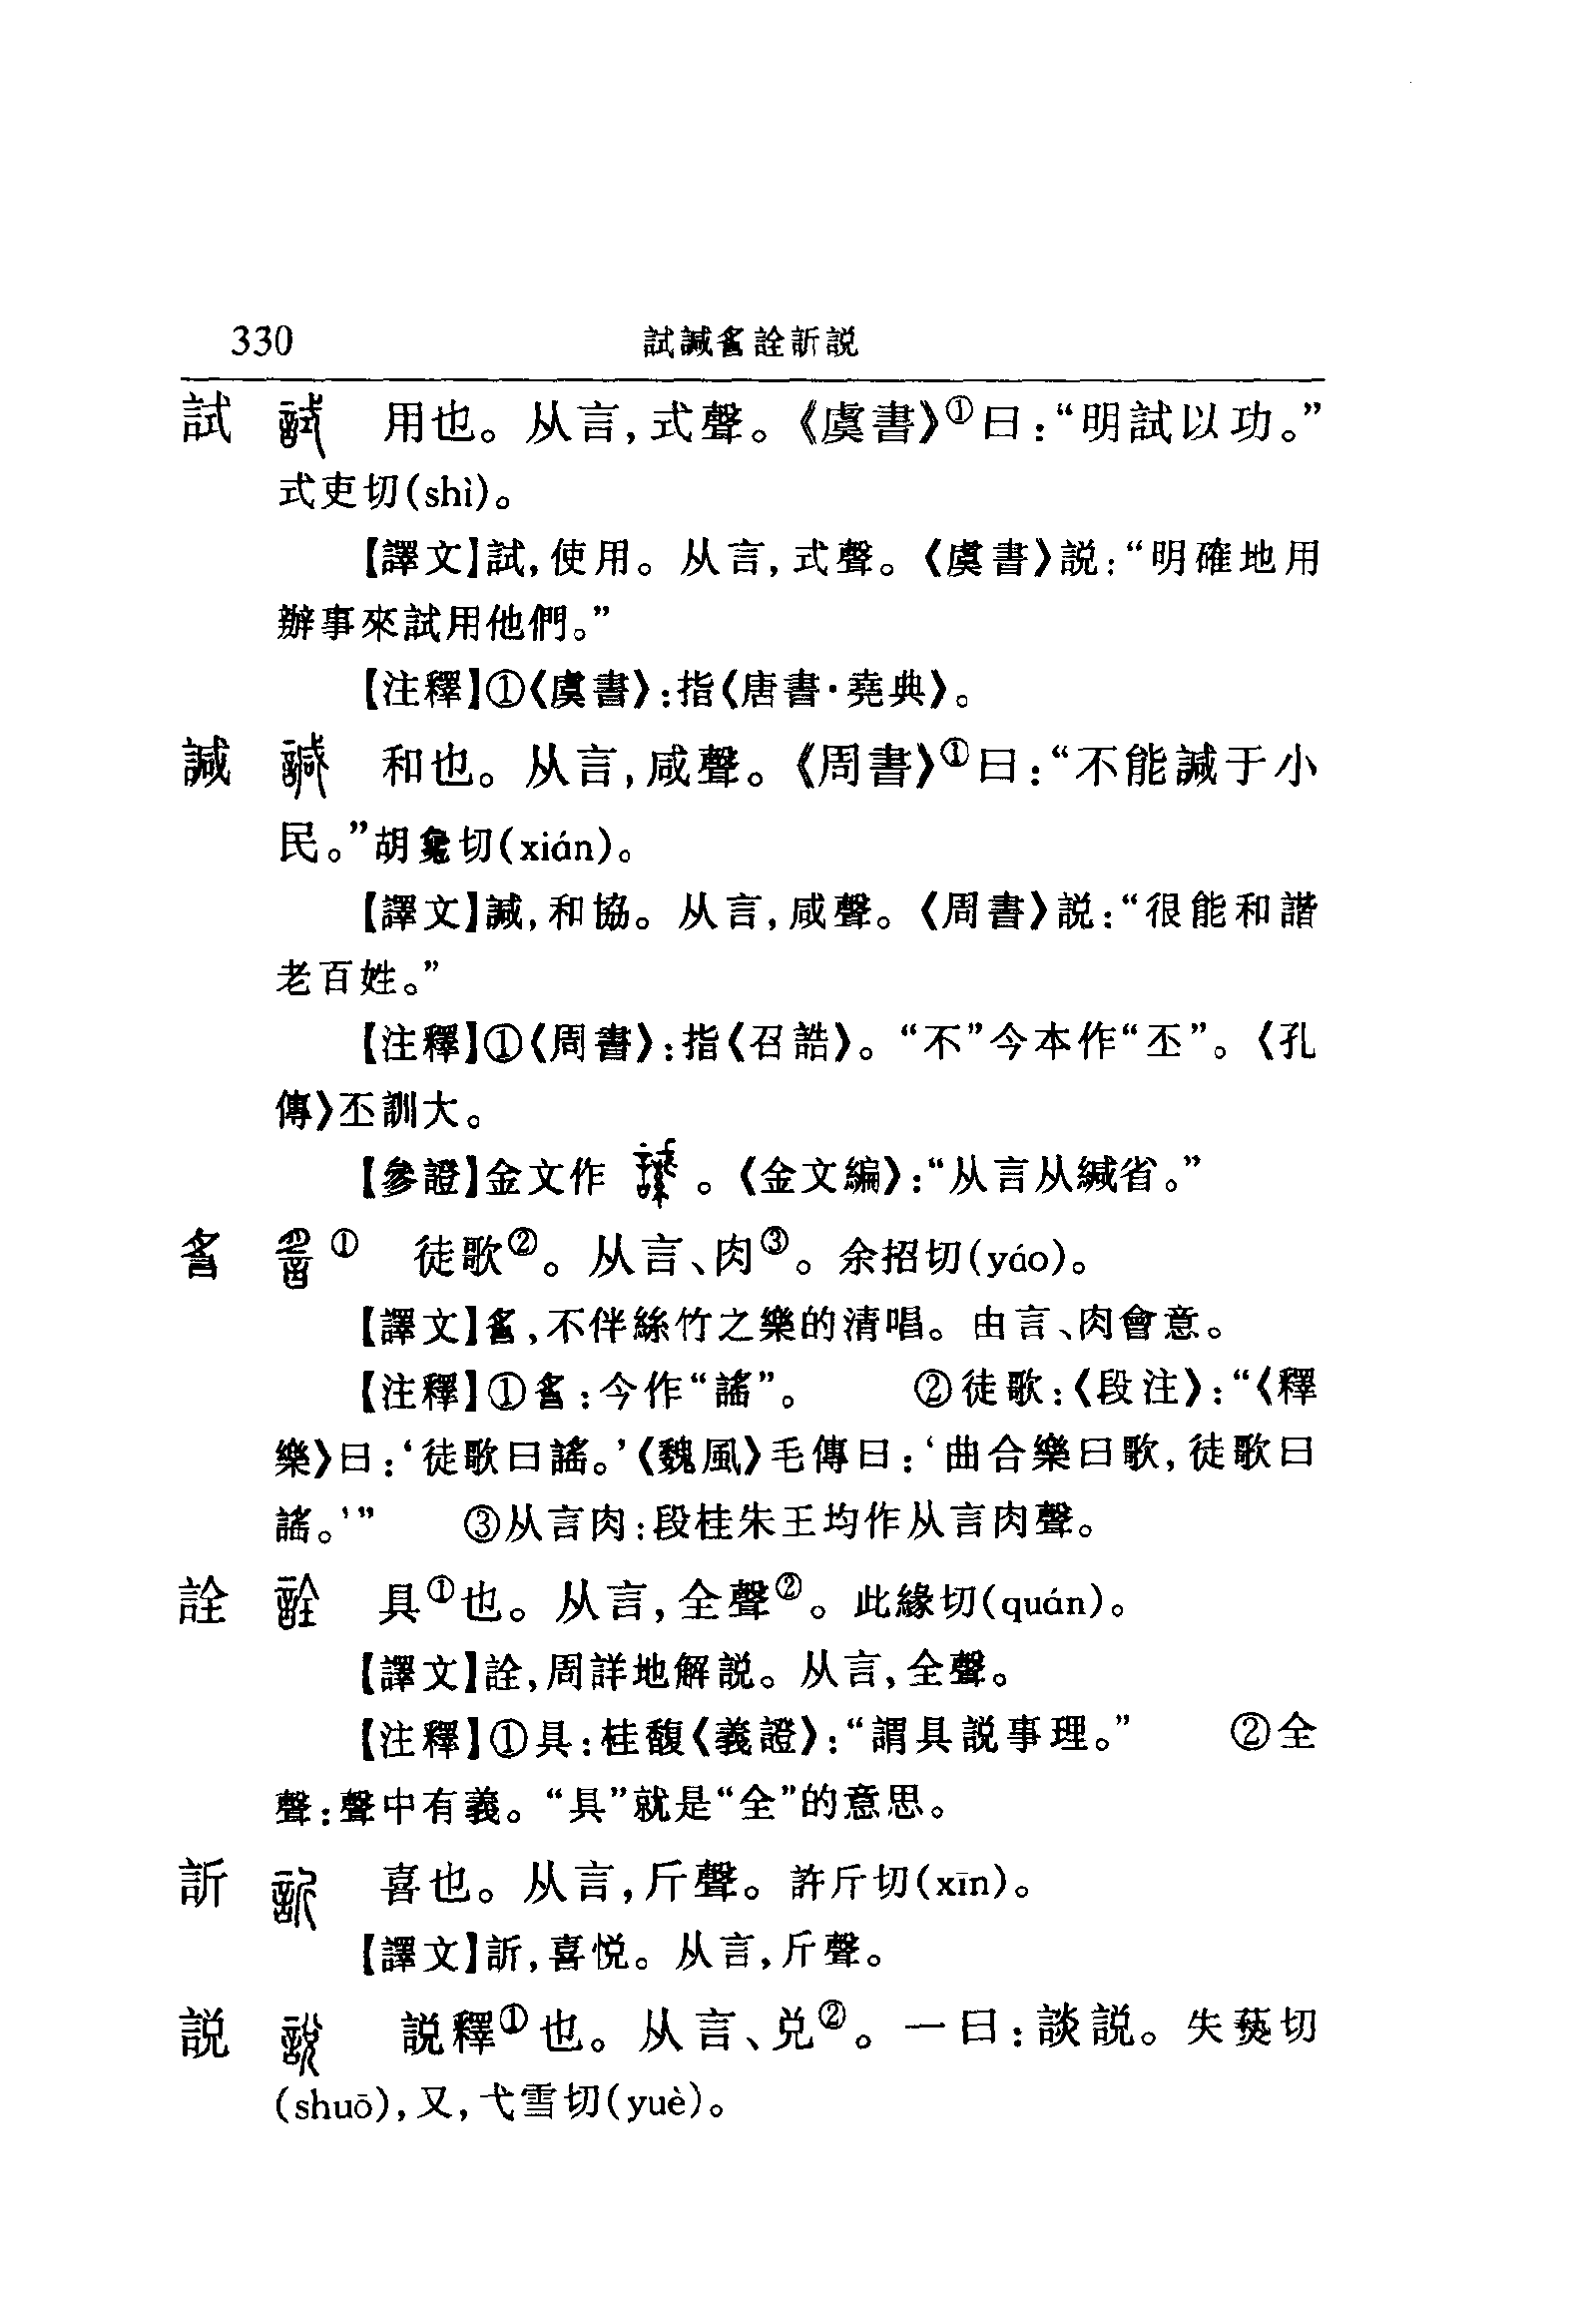 330 試諴䚻詮訢説
試 用也。从言,式聲。《虞書》①曰:“明試以功。”
式吏切(shì)。
【譯文】試,使用。从言,式聲。〈虞書〉説:“明確地用
辦事來試用他們。”
【注釋】①〈虞書〉:指〈唐書·堯典〉。
諴 和也。从言,咸聲。《周書》①曰:“不能諴于小
民。”胡毚切(xián)。
【譯文】諴,和協。从言,咸聲。〈周書〉説:“很能和諧
老百姓。”
【注釋】①〈周書〉:指〈召誥〉。“不”今本作“丕”。〈孔
傳〉丕訓大。
【參證】金文作 。〈金文編〉:“从言从緘省。”
䚻 ① 徒歌②。从言、肉③。余招切(yáo)。
【譯文】䚻,不伴絲竹之樂的清唱。由言、肉會意。
【注釋】①䚻:今作“謠”。 ②徒歌:〈段注〉:“〈釋
樂〉曰:‘徒歌曰謠。’〈魏風〉毛傳曰:‘曲合樂曰歌,徒歌曰
謠。’” ③从言肉:段桂朱王均作从言肉聲。
詮 具①也。从言,全聲②。此緣切(quán)。
【譯文】詮,周詳地解説。从言,全聲。
【注釋】①具:桂馥〈義證〉:“謂具説事理。” ②全
聲:聲中有義。“具”就是“全”的意思。
訢 喜也。从言,斤聲。許斤切(xīn)。
【譯文】訢,喜悦。从言,斤聲。
説 説釋①也。从言、兑②。一曰:談説。失爇切
(shuō),又,弋雪切(yuè)。